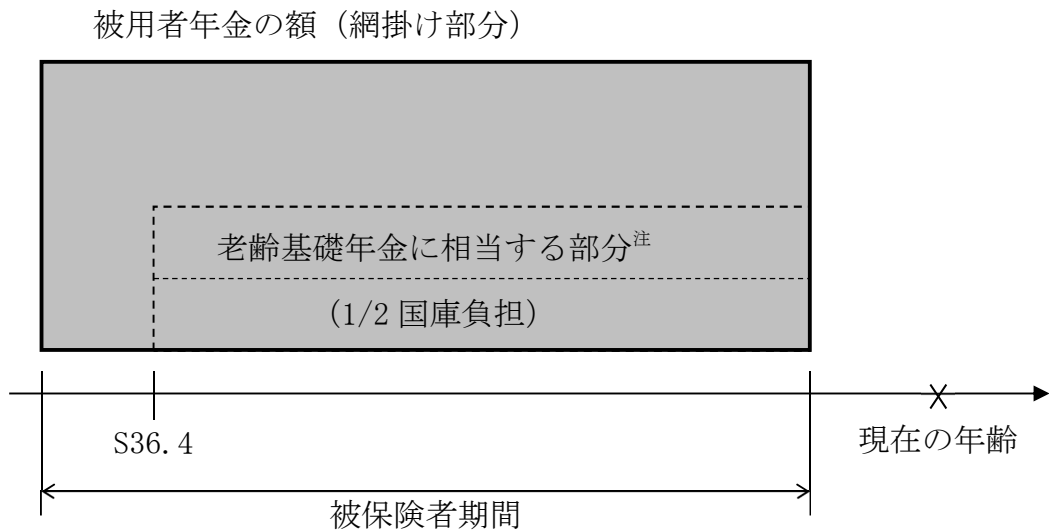 被用者年金の額（網掛け部分）
老齢基礎年金に相当する部分注
（1/2 国庫負担）
S36.4
現在の年齢
被保険者期間